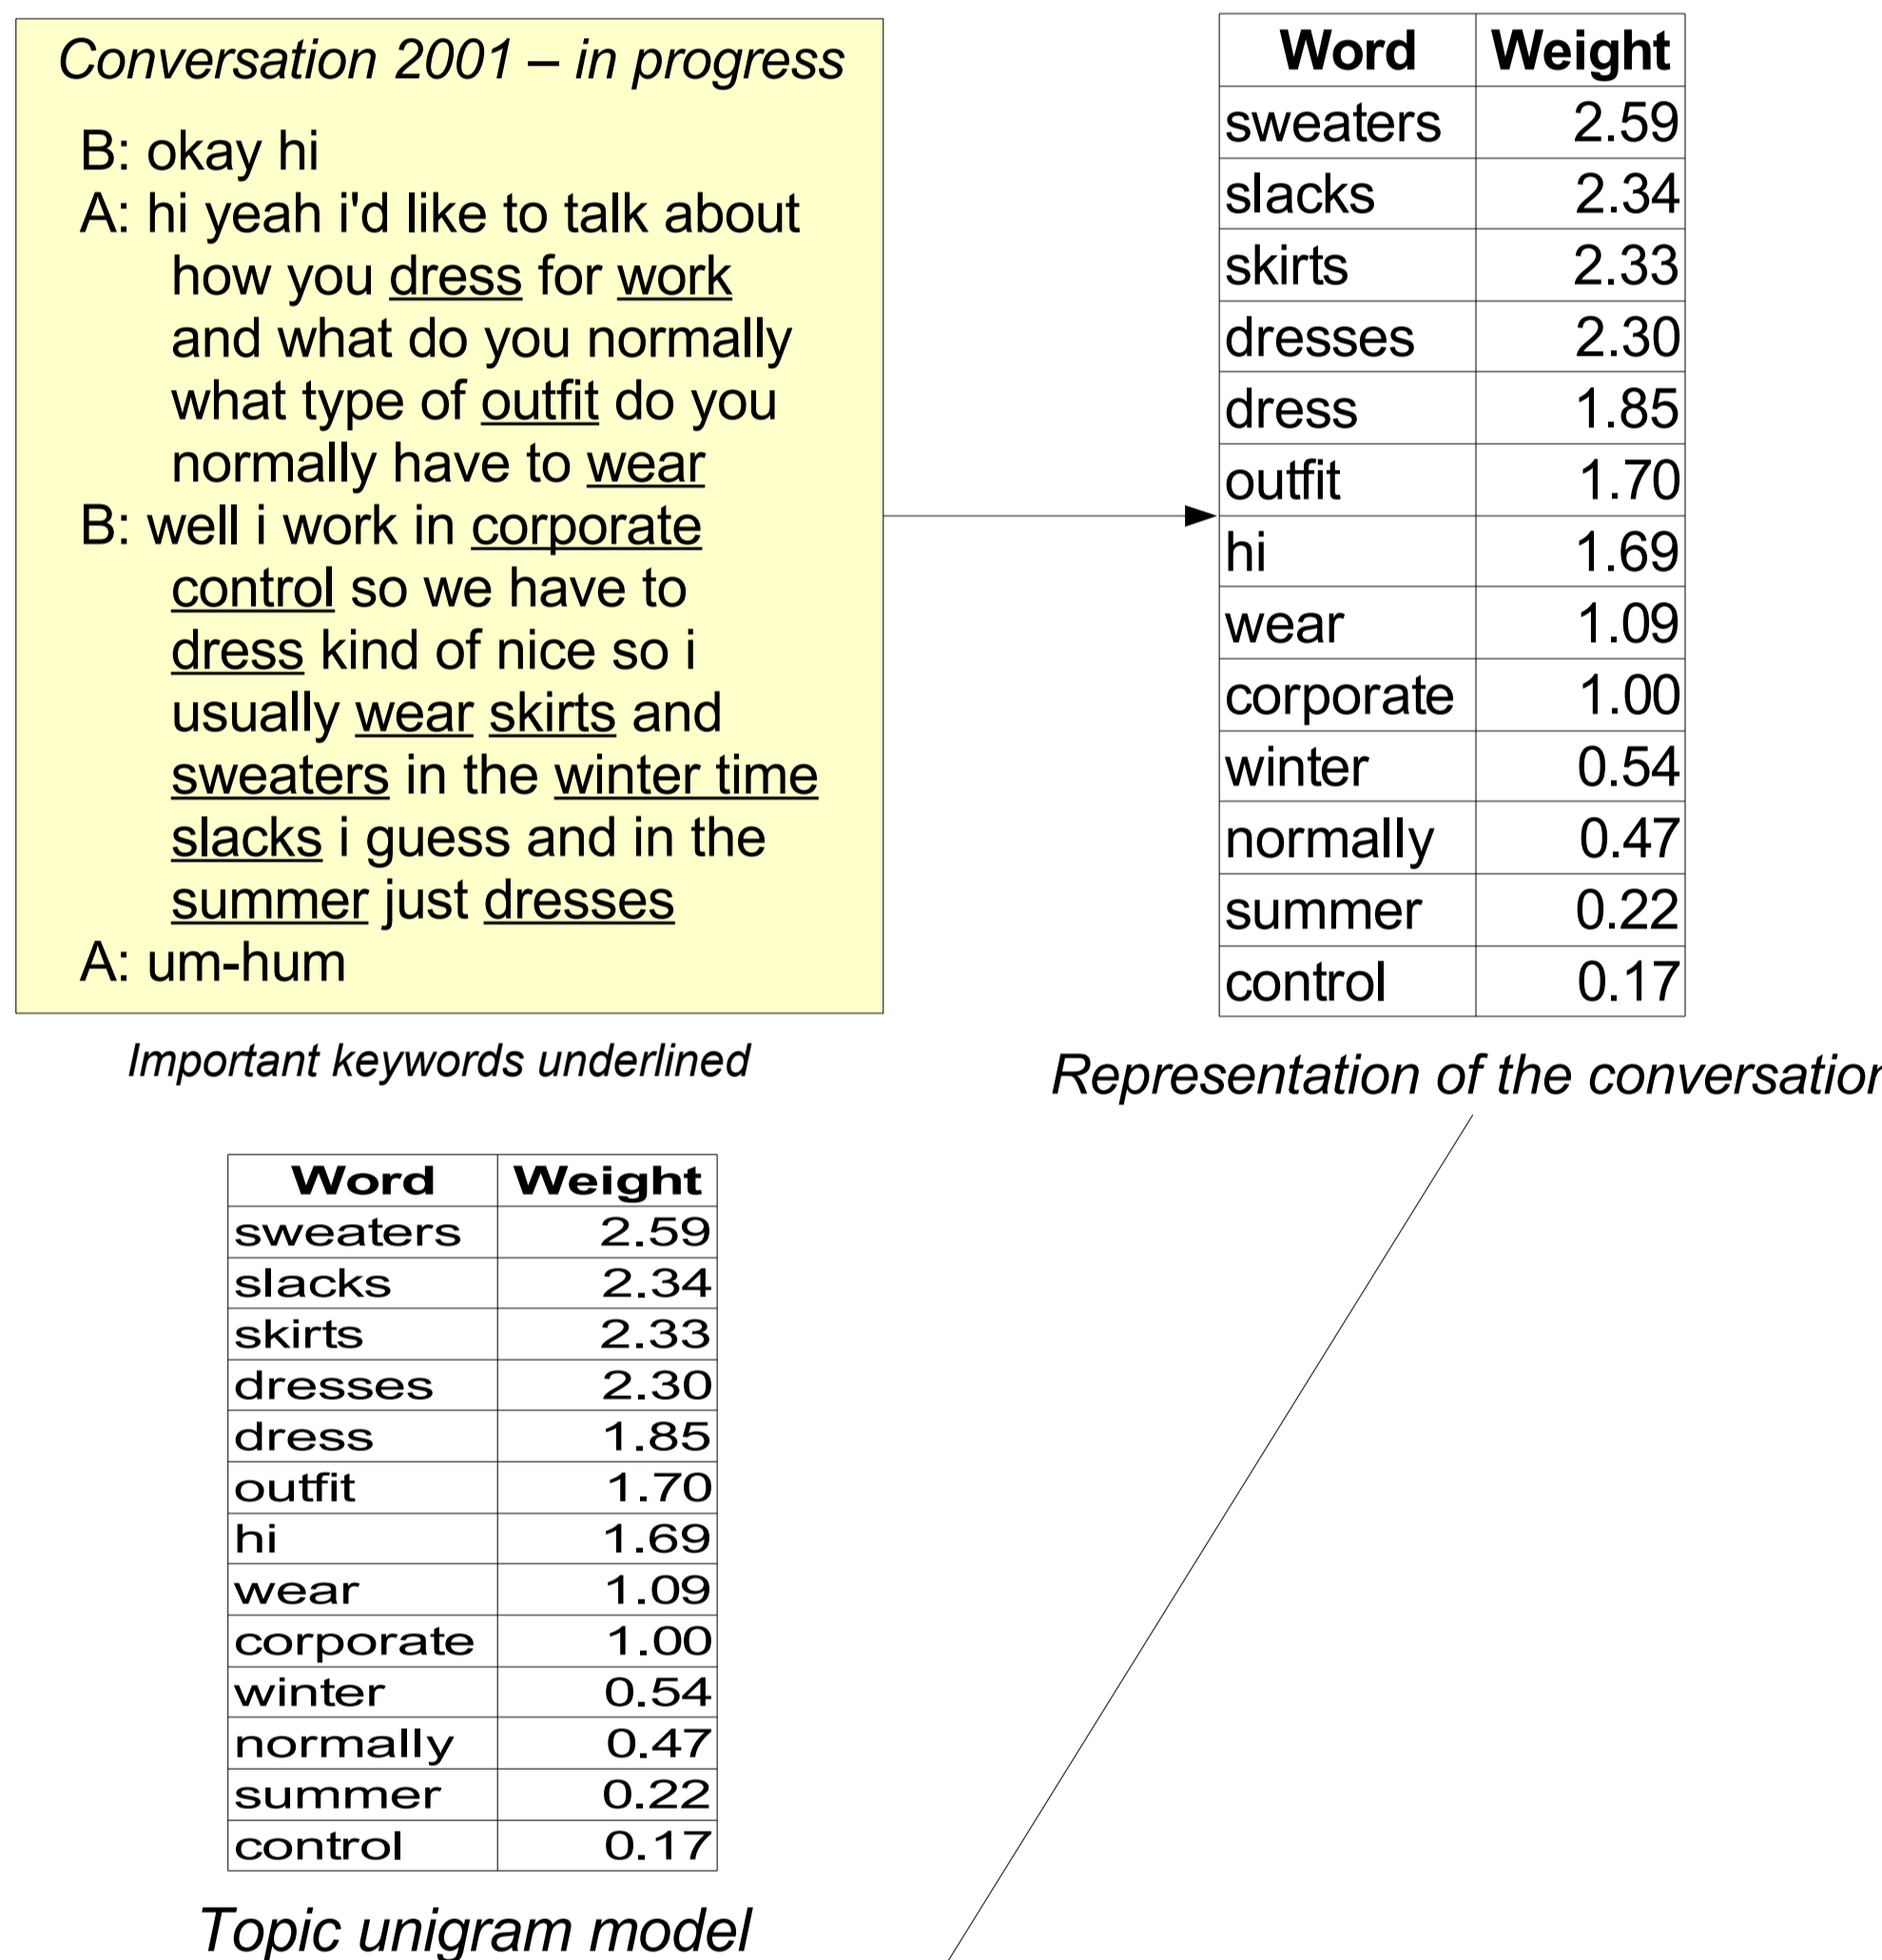 Conversation 2001 – in progress
B: okay hi
A: hi yeah i'd like to talk about
how you dress for work
and what do you normally
what type of outfit do you
normally have to wear
B: well i work in corporate
control so we have to
dress kind of nice so i
usually wear skirts and
sweaters in the winter time
slacks i guess and in the
summer just dresses
A: um-hum
Important keywords underlined
Word Weight
sweaters 2.59
slacks 2.34
skirts 2.33
dresses 2.30
dress 1.85
outfit 1.70
hi 1.69
wear 1.09
corporate 1.00
winter 0.54
normally 0.47
summer 0.22
control 0.17
Representation of the conversation
Word Weight
sweaters 2.59
slacks 2.34
skirts 2.33
dresses 2.30
dress 1.85
outfit 1.70
hi 1.69
wear 1.09
corporate 1.00
winter 0.54
normally 0.47
summer 0.22
control 0.17
Topic unigram model